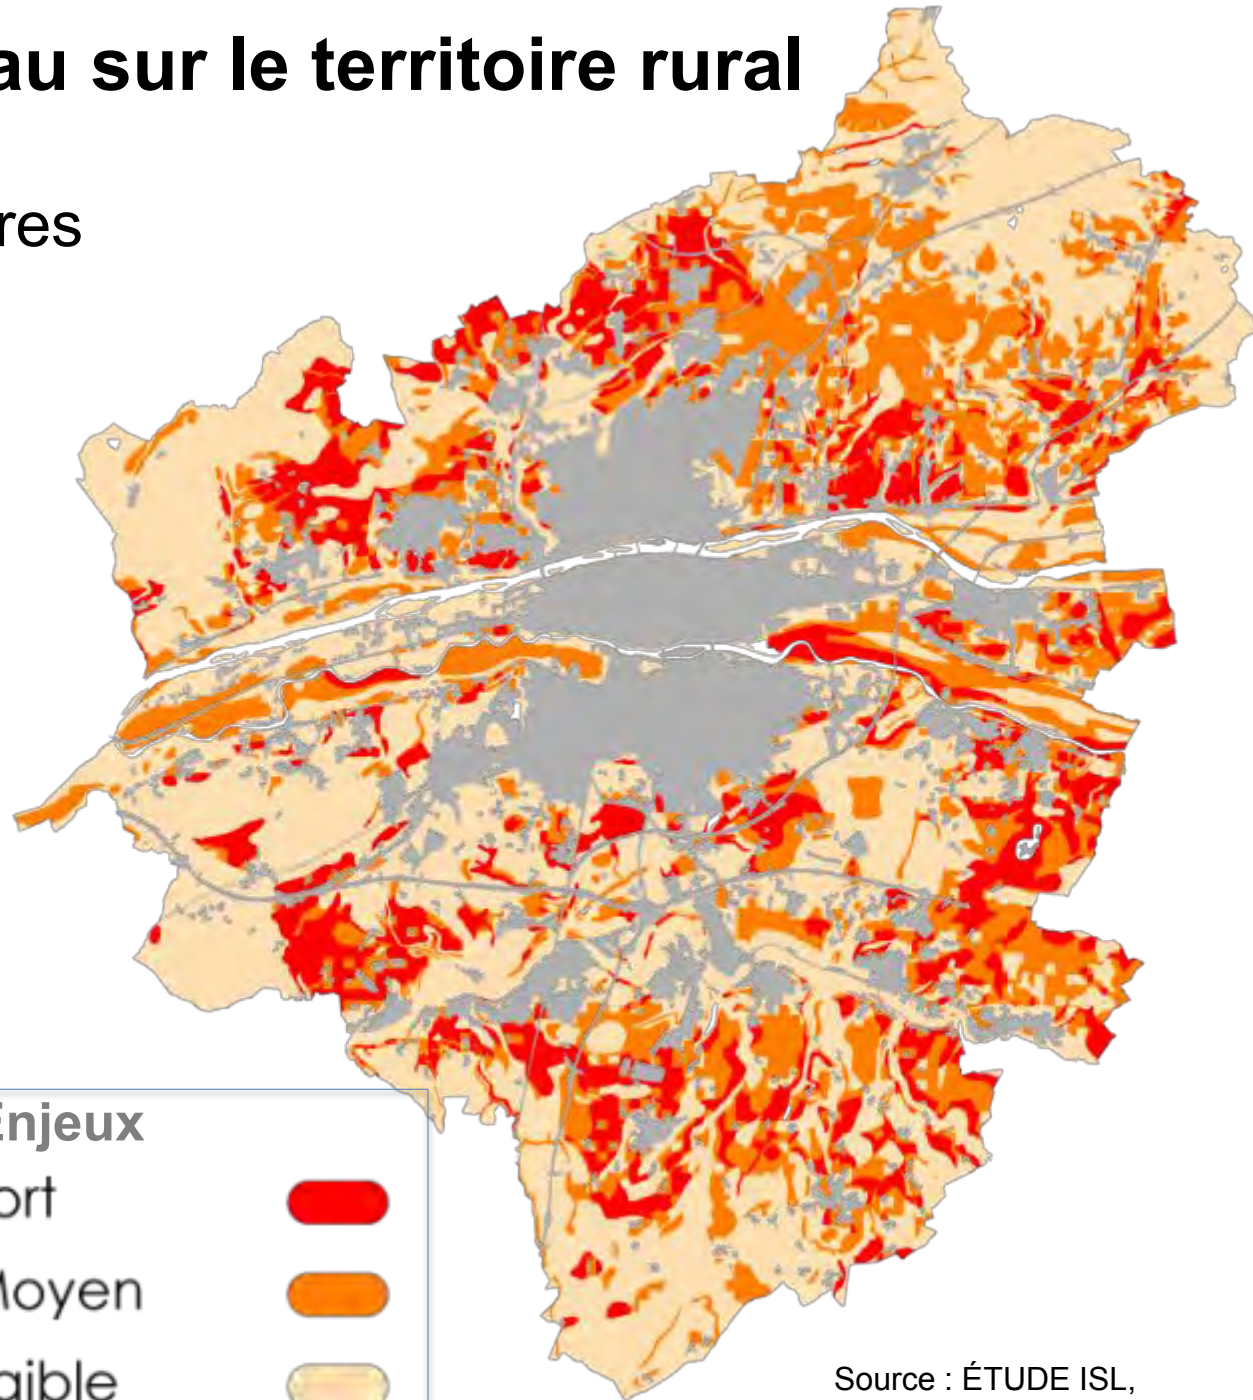 au sur le territoire rural
res
Enjeux
ort
Moyen
aible
Source : ÉTUDE ISL,